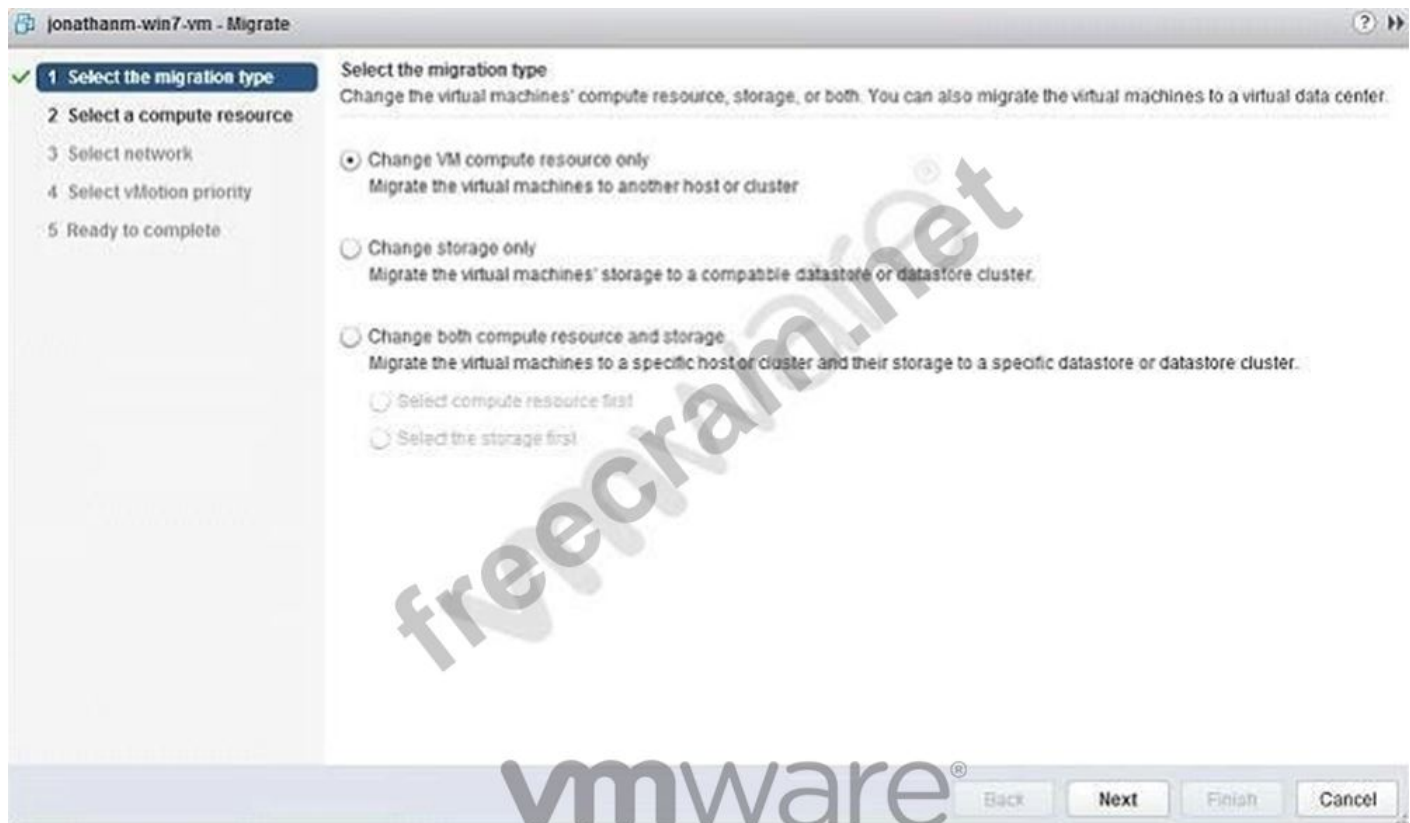 jonathanm-win7-vm - Migrate
1 Select the migration type
2 Select a compute resource
3 Select network
4 Select vMotion priority
5 Ready to complete
Select the migration type
Change the virtual machines' compute resource, storage, or both. You can also migrate the virtual machines to a virtual data center.
Change VM compute resource only
Migrate the virtual machines to another host or cluster
Change storage only
Migrate the virtual machines' storage to a compatible datastore or datastore cluster.
Change both compute resource and storage
Migrate the virtual machines to a specific host or cluster and their storage to a specific datastore or datastore cluster.
Select compute resource first
Select the storage first
freecram.net
vmware®
vmware®
Back Next Finish Cancel